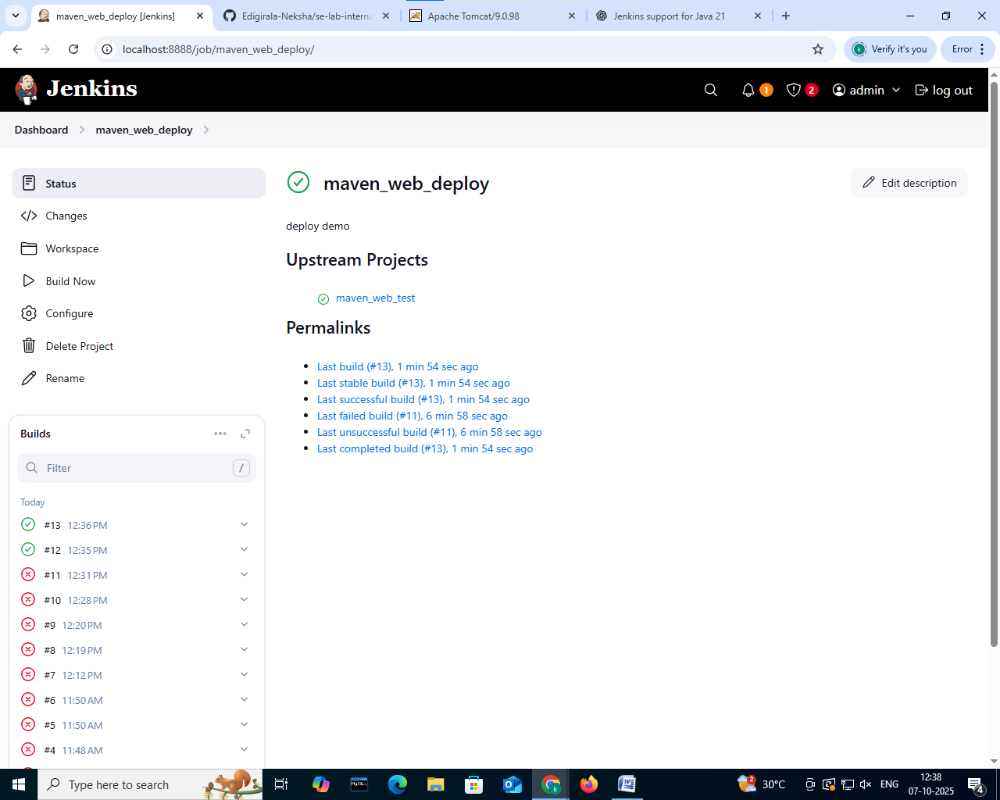 maven_web_deploy [Jenkins]
Edigirala-Neksha/se-lab-interna
Apache Tomcat/9.0.98
Jenkins support for Java 21
localhost:8888/job/maven_web_deploy/
k
Verify it's you
Error
Jenkins
1
2
admin
log out
Dashboard
maven_web_deploy
Status
Changes
Workspace
Build Now
Configure
Delete Project
Rename
Builds
Filter
/
Today
#13 12:36 PM
#12 12:35 PM
#11 12:31 PM
#10 12:28 PM
#9 12:20 PM
#8 12:19 PM
#7 12:12 PM
#6 11:50 AM
#5 11:50 AM
#4 11:48 AM
maven_web_deploy
Edit description
deploy demo
Upstream Projects
maven_web_test
Permalinks
Last build (#13), 1 min 54 sec ago
Last stable build (#13), 1 min 54 sec ago
Last successful build (#13), 1 min 54 sec ago
Last failed build (#11), 6 min 58 sec ago
Last unsuccessful build (#11), 6 min 58 sec ago
Last completed build (#13), 1 min 54 sec ago
Type here to search
MySQL
k
W
2
30°C
ENG
12:38
07-10-2025
4